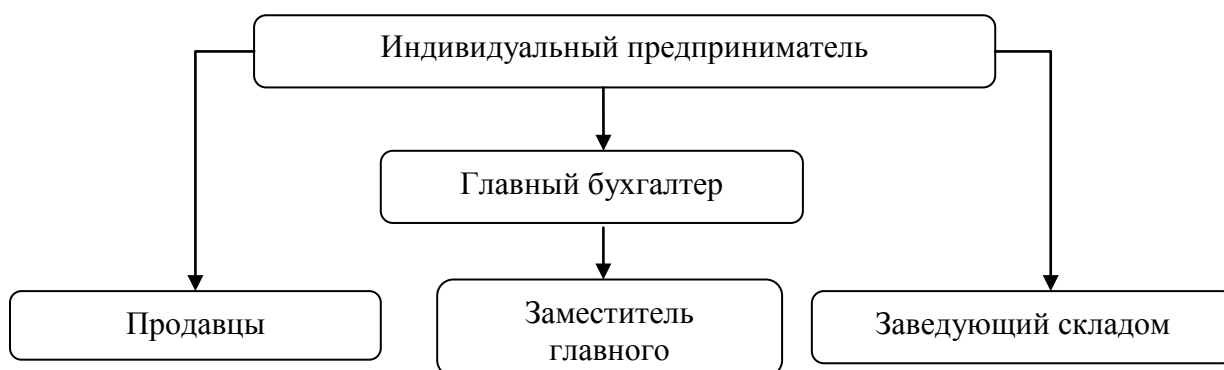 Индивидуальный предприниматель
Главный бухгалтер
Продавцы
Заместитель
главного
Заведующий складом